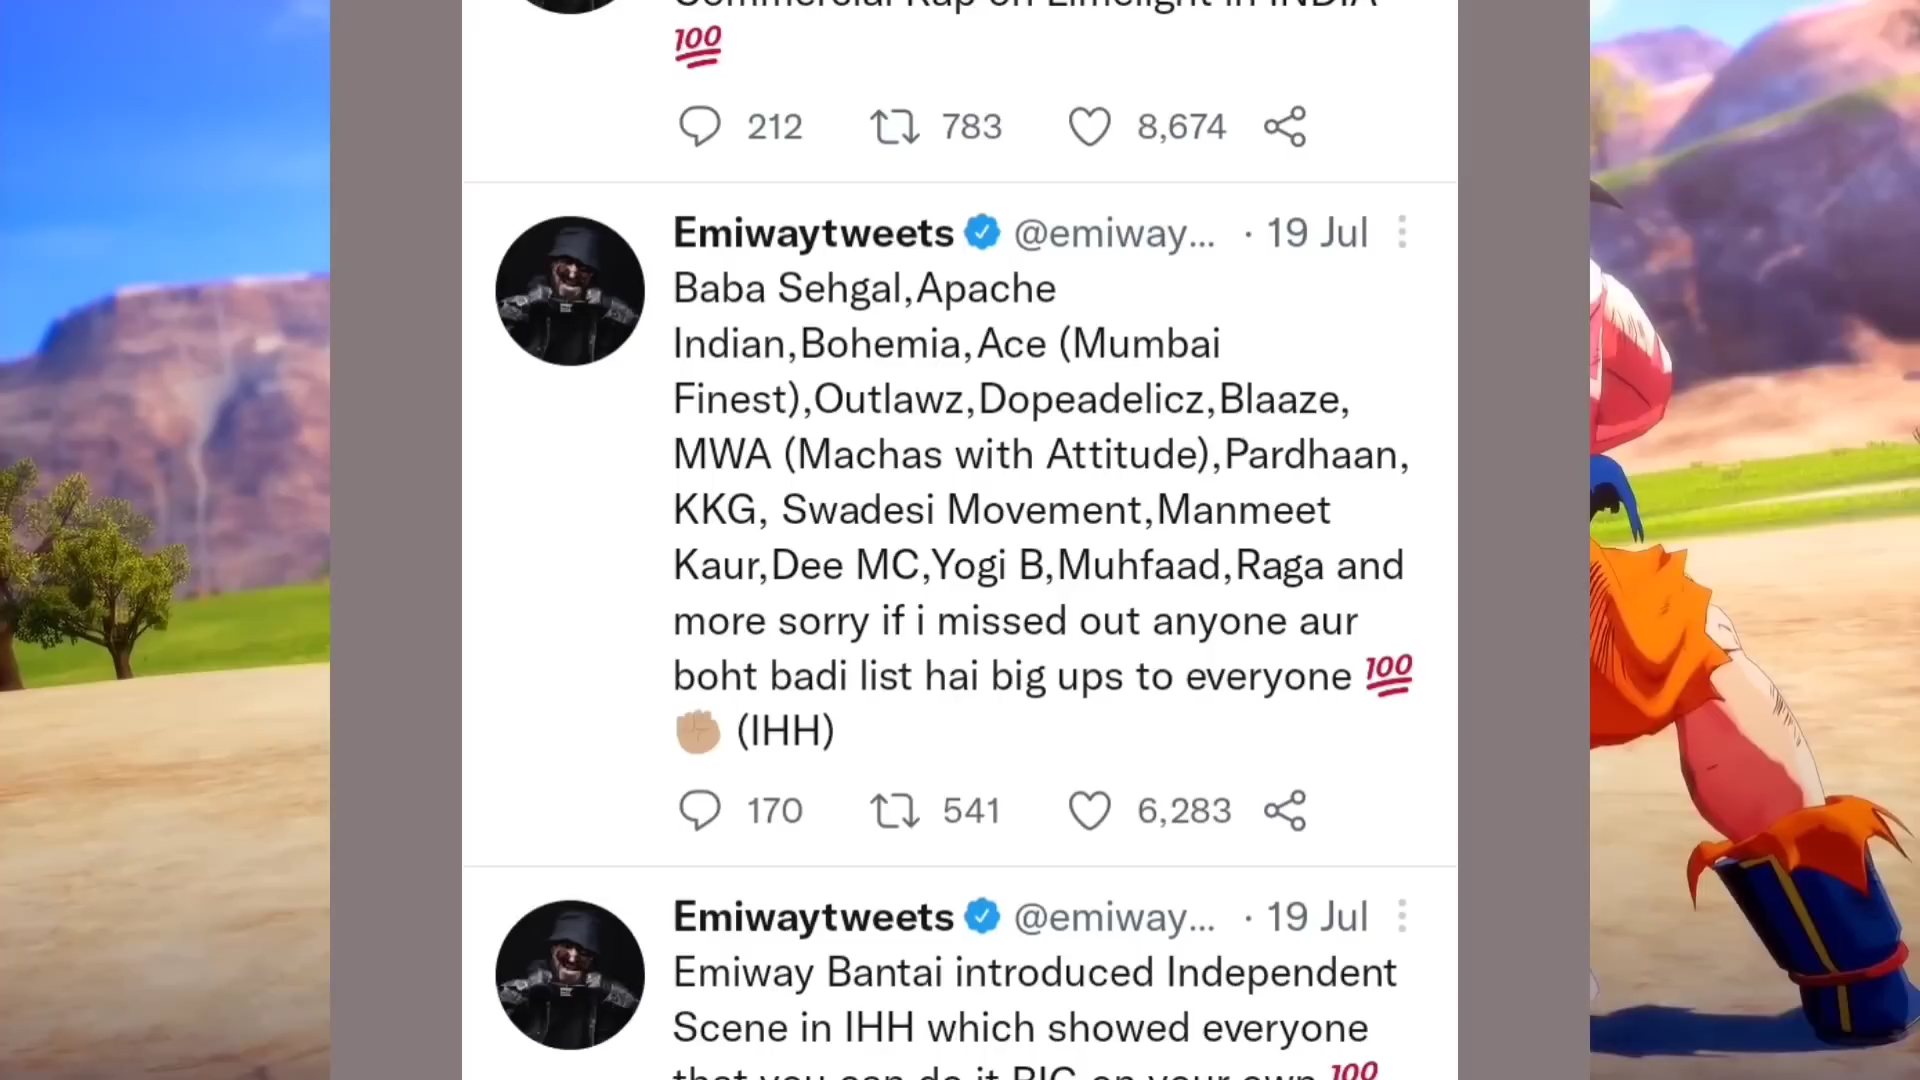 Commercial Rap on Limelight in INDIA
💯
212 783 8,674
Emiwaytweets @emiway... · 19 Jul
Baba Sehgal,Apache
Indian,Bohemia,Ace (Mumbai
Finest),Outlawz,Dopeadelicz,Blaaze,
MWA (Machas with Attitude),Pardhaan,
KKG, Swadesi Movement,Manmeet
Kaur,Dee MC,Yogi B,Muhfaad,Raga and
more sorry if i missed out anyone aur
boht badi list hai big ups to everyone 💯
✊🏼 (IHH)
170 541 6,283
Emiwaytweets @emiway... · 19 Jul
Emiway Bantai introduced Independent
Scene in IHH which showed everyone
that you can do it BIG on your own 💯